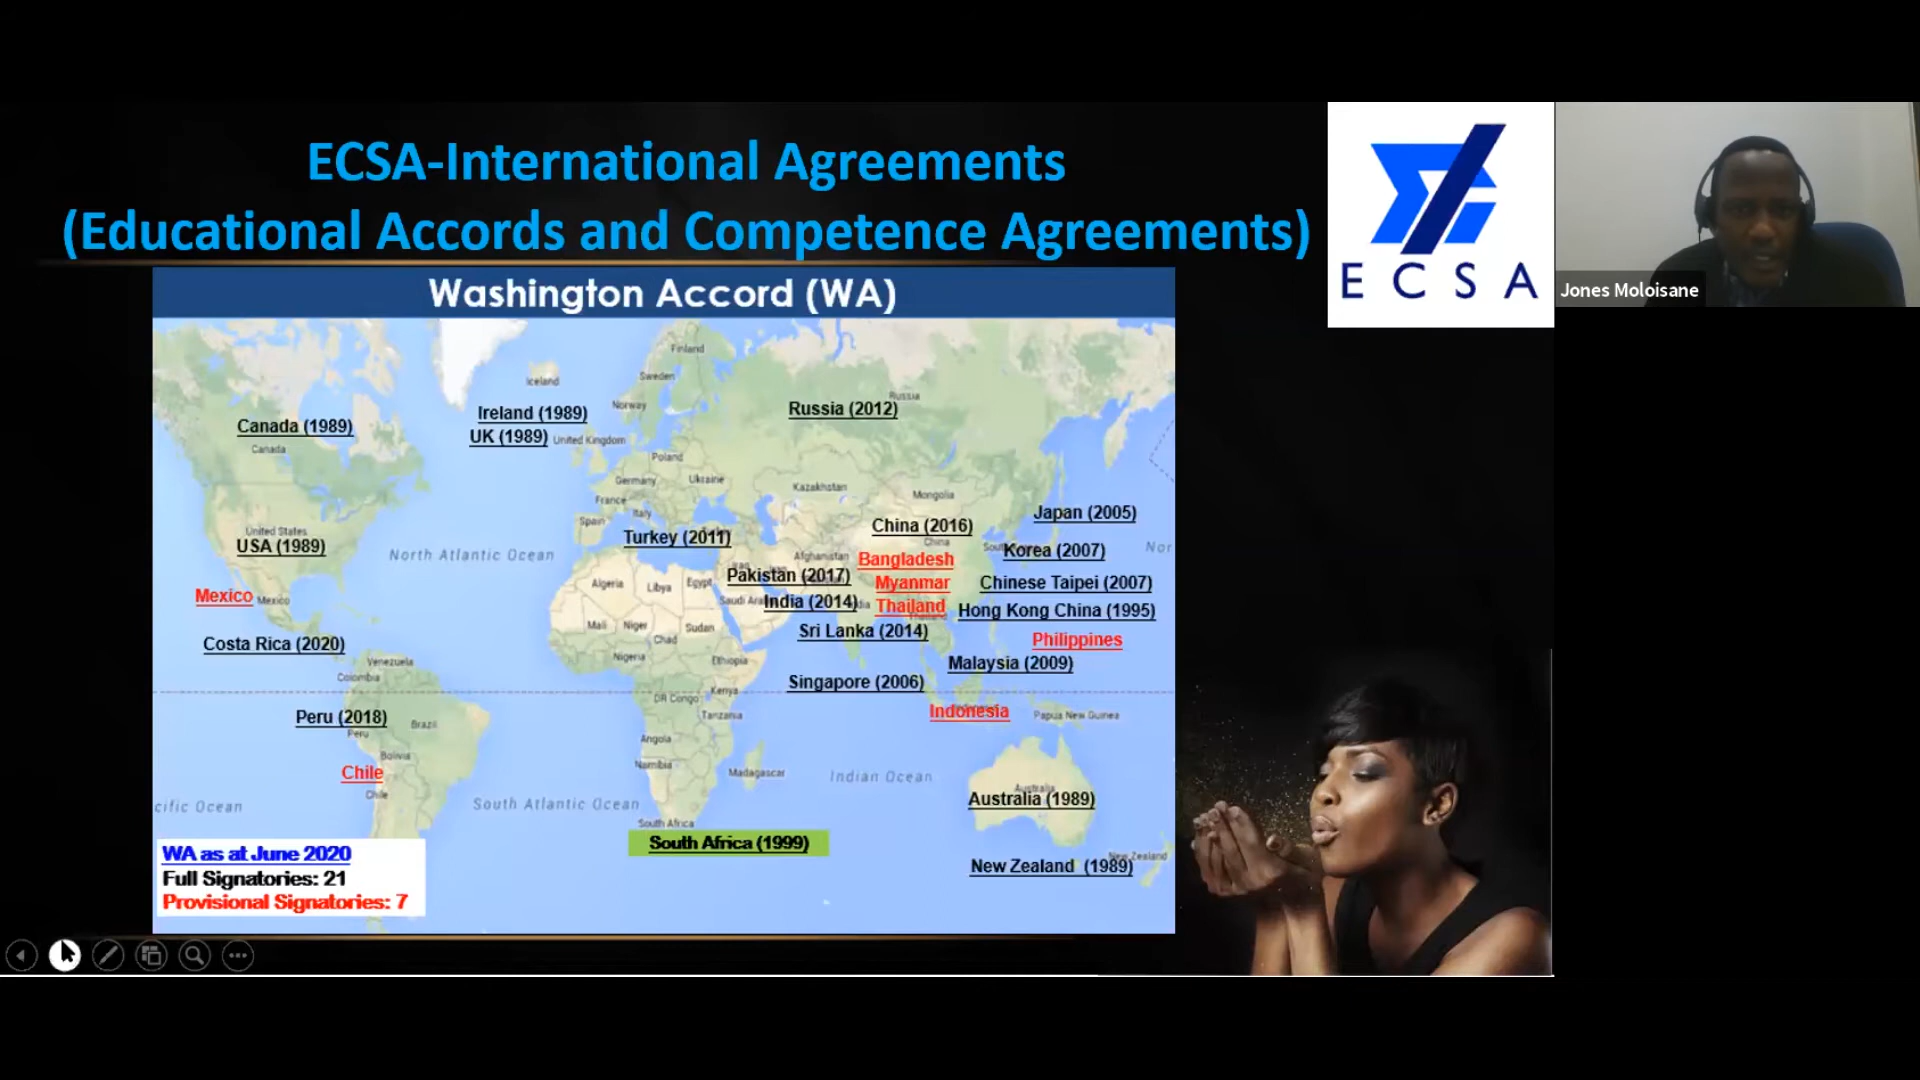 ECSA-International Agreements
(Educational Accords and Competence Agreements)
ECSA
Jones Moloisane
Washington Accord (WA)
Finland
Iceland
Sweden
Norway
Russia
Ireland (1989)
Russia (2012)
Canada (1989)
UK (1989)
United Kingdom
Canada
Poland
Germany
Ukraine
Kazakhstan
France
Mongolia
Italy
Spain
Japan (2005)
China (2016)
United States
Turkey (2011)
China
USA (1989)
Korea (2007)
North Atlantic Ocean
Afghanistan
Bangladesh
Pakistan (2017)
Algeria
Libya
Egypt
Myanmar
Chinese Taipei (2007)
Mexico
Mexico
Saudi
India (2014)
Thailand
Hong Kong China (1995)
Mali
Niger
Sudan
Chad
Sri Lanka (2014)
Philippines
Costa Rica (2020)
Venezuela
Nigeria
Ethiopia
Malaysia (2009)
Colombia
Singapore (2006)
DR Congo
Kenya
Indonesia
Tanzania
Papua New Guinea
Peru (2018)
Brazil
Peru
Angola
Bolivia
Namibia
Madagascar
Indian Ocean
Chile
Chile
Australia
Australia (1989)
cific Ocean
South Atlantic Ocean
South Africa
South Africa (1999)
New Zealand
New Zealand (1989)
WA as at June 2020
Full Signatories: 21
Provisional Signatories: 7